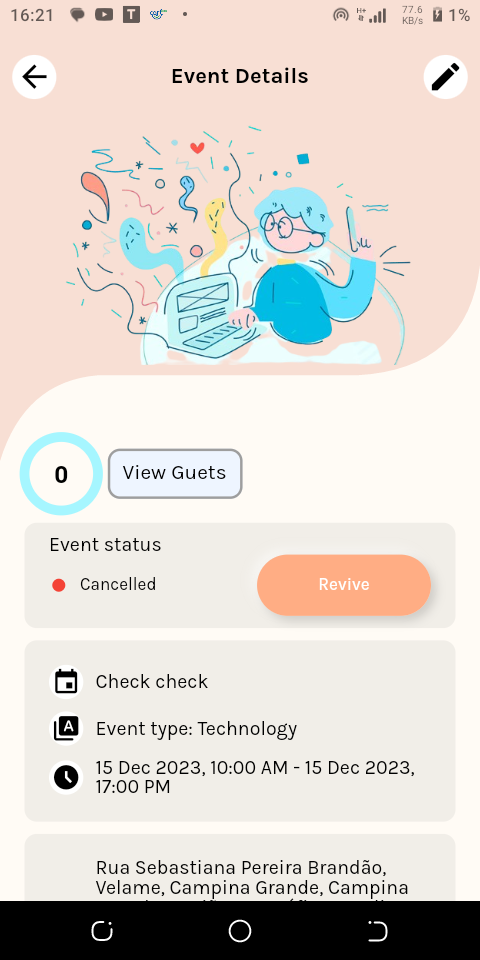 16:21
T
H+
77.6
KB/s
1%
Event Details
0
View Guets
Event status
Cancelled
Revive
Check check
A
Event type: Technology
15 Dec 2023, 10:00 AM - 15 Dec 2023,
17:00 PM
Rua Sebastiana Pereira Brandão,
Velame, Campina Grande, Campina